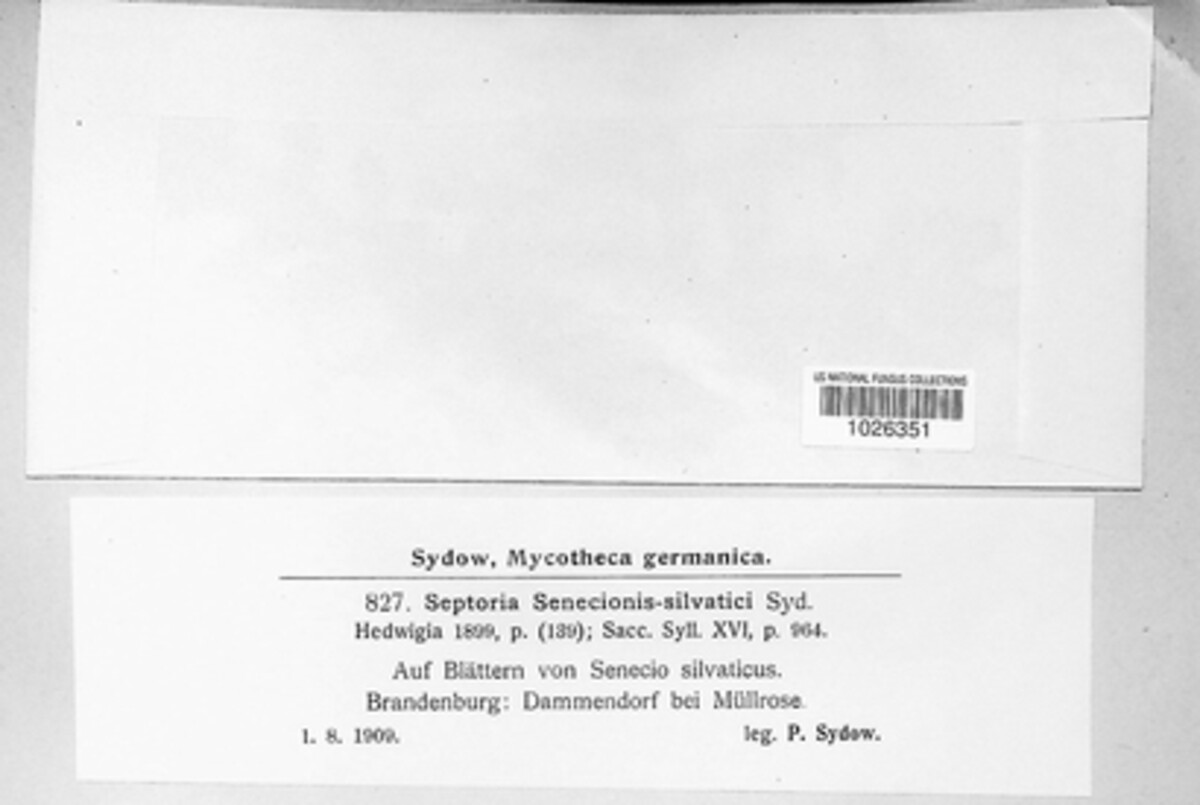 US NATIONAL FUNGUS COLLECTIONS
1026351
Sydow, Mycotheca germanica.
827. Septoria Senecionis-silvatici Syd.
Hedwigia 1899, p. (139); Sacc. Syll. XVI, p. 964.
Auf Blättern von Senecio silvaticus.
Brandenburg: Dammendorf bei Müllrose.
1. 8. 1909. leg. P. Sydow.